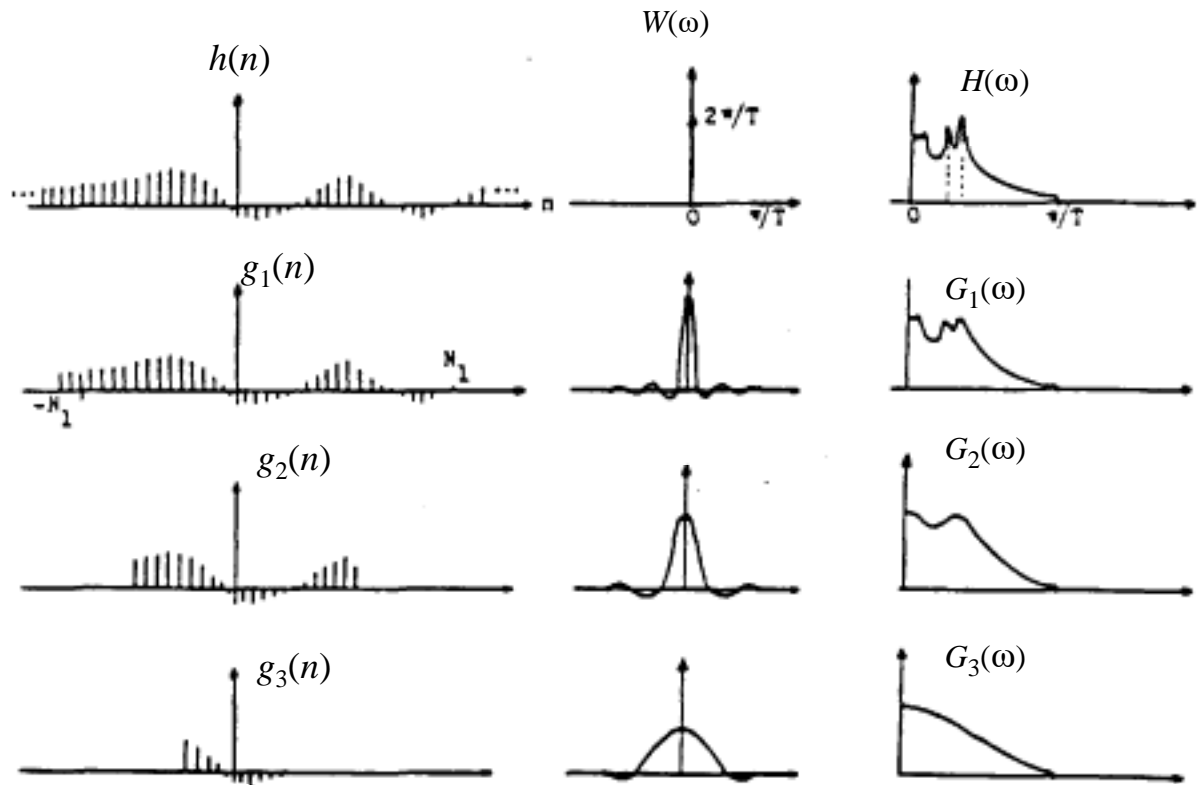 W(ω)
h(n)
H(ω)
2π/T
n
0
π/T
0
π/T
g₁(n)
G₁(ω)
N₁
-N₁
g₂(n)
G₂(ω)
g₃(n)
G₃(ω)